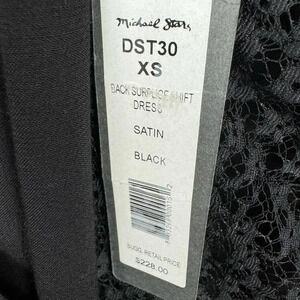 Michael Stars
DST30
XS
BACK SURPLICE SHIFT
DRESS
SATIN
BLACK
SUGG. RETAIL PRICE
$228.00